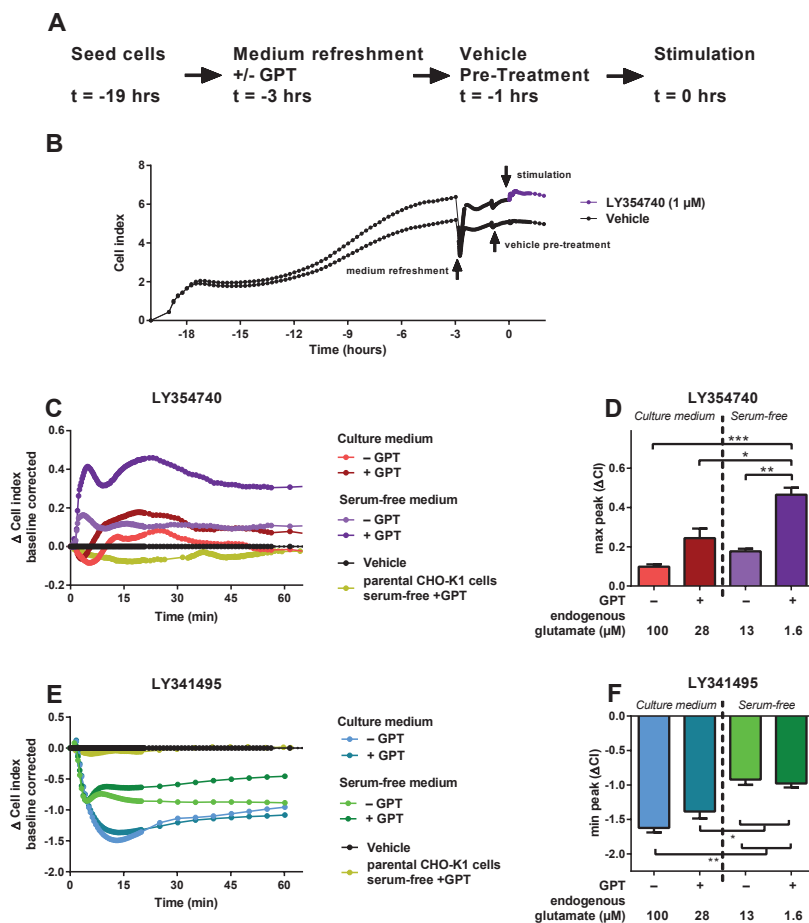 A
Seed cells
t = -19 hrs
Medium refreshment
+/- GPT
t = -3 hrs
Vehicle
Pre-Treatment
t = -1 hrs
Stimulation
t = 0 hrs
B
Cell index
8
6
4
2
0
-18
-15
-12
-9
-6
-3
0
Time (hours)
medium refreshment
stimulation
vehicle pre-treatment
LY354740 (1 µM)
Vehicle
C
LY354740
Δ Cell index
baseline corrected
0.6
0.4
0.2
0.0
-0.2
0
15
30
45
60
Time (min)
Culture medium
– GPT
+ GPT
Serum-free medium
– GPT
+ GPT
Vehicle
parental CHO-K1 cells
serum-free +GPT
D
LY354740
Culture medium
Serum-free
***
*
**
max peak (ΔCI)
0.6
0.4
0.2
0.0
GPT
–
+
–
+
endogenous
glutamate (µM)
100
28
13
1.6
E
LY341495
Δ Cell index
baseline corrected
0.5
0.0
-0.5
-1.0
-1.5
-2.0
0
15
30
45
60
Time (min)
Culture medium
– GPT
+ GPT
Serum-free medium
– GPT
+ GPT
Vehicle
parental CHO-K1 cells
serum-free +GPT
F
LY341495
Culture medium
Serum-free
min peak (ΔCI)
0.0
-0.5
-1.0
-1.5
-2.0
*
**
GPT
–
+
–
+
endogenous
glutamate (µM)
100
28
13
1.6